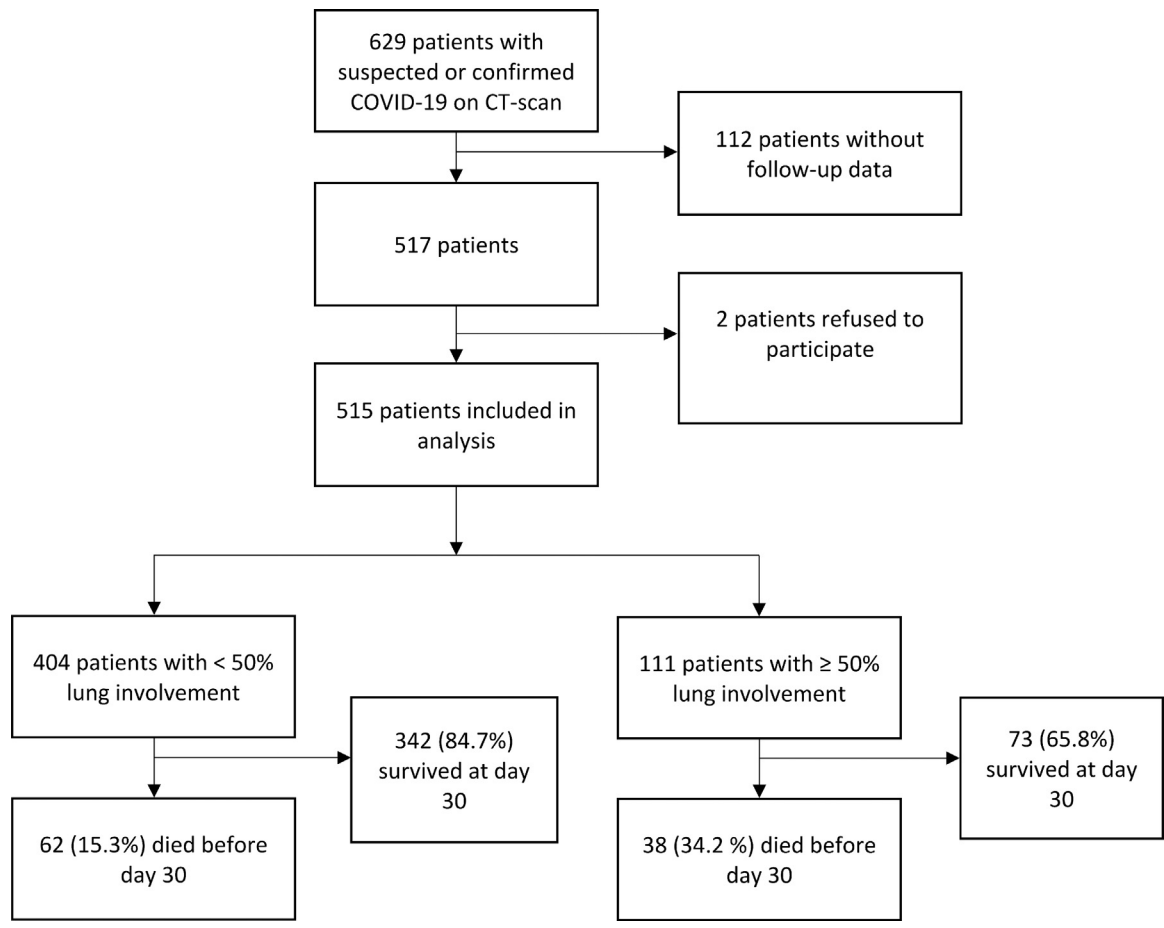 629 patients with
suspected or confirmed
COVID-19 on CT-scan
112 patients without
follow-up data
517 patients
2 patients refused to
participate
515 patients included in
analysis
404 patients with < 50%
lung involvement
111 patients with ≥ 50%
lung involvement
342 (84.7%)
survived at day
30
73 (65.8%)
survived at day
30
62 (15.3%) died before
day 30
38 (34.2 %) died before
day 30